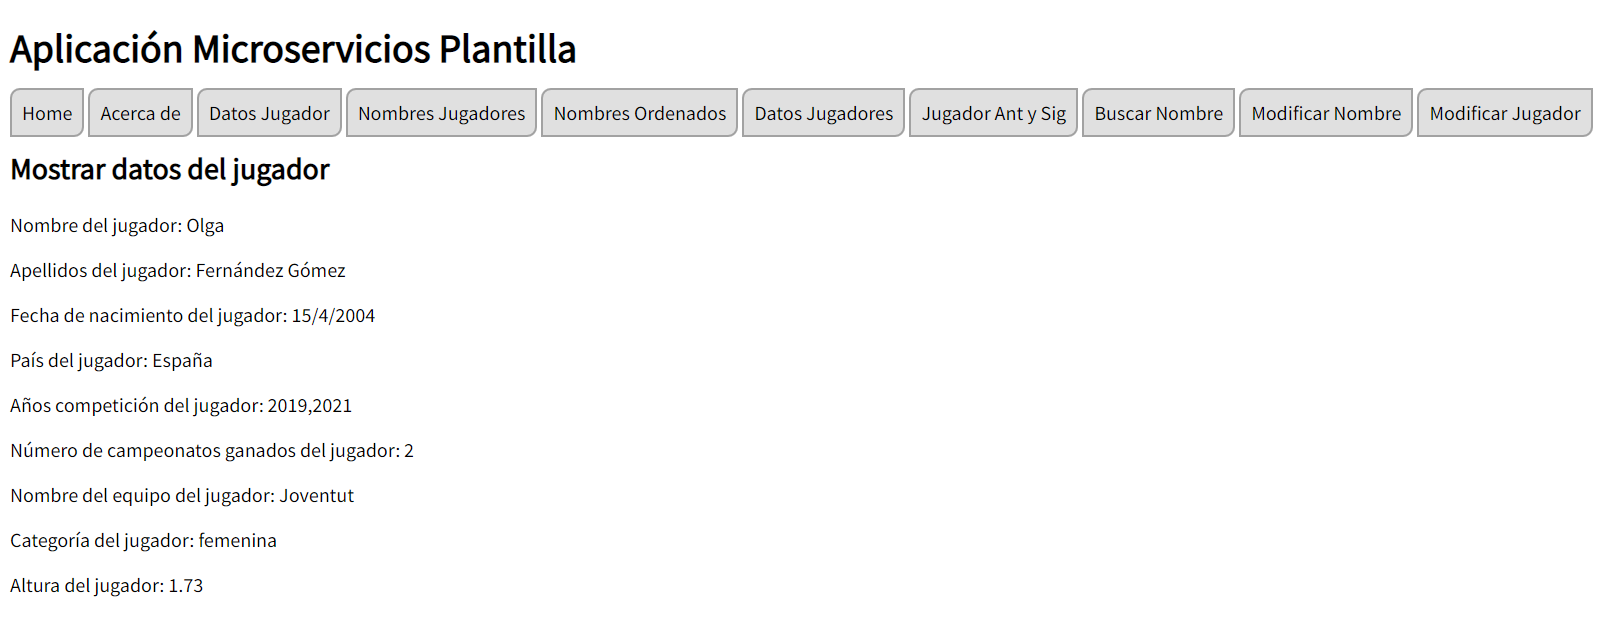 Aplicación Microservicios Plantilla
Home Acerca de Datos Jugador Nombres Jugadores Nombres Ordenados Datos Jugadores Jugador Ant y Sig Buscar Nombre Modificar Nombre Modificar Jugador
Mostrar datos del jugador
Nombre del jugador: Olga
Apellidos del jugador: Fernández Gómez
Fecha de nacimiento del jugador: 15/4/2004
País del jugador: España
Años competición del jugador: 2019,2021
Número de campeonatos ganados del jugador: 2
Nombre del equipo del jugador: Joventut
Categoría del jugador: femenina
Altura del jugador: 1.73